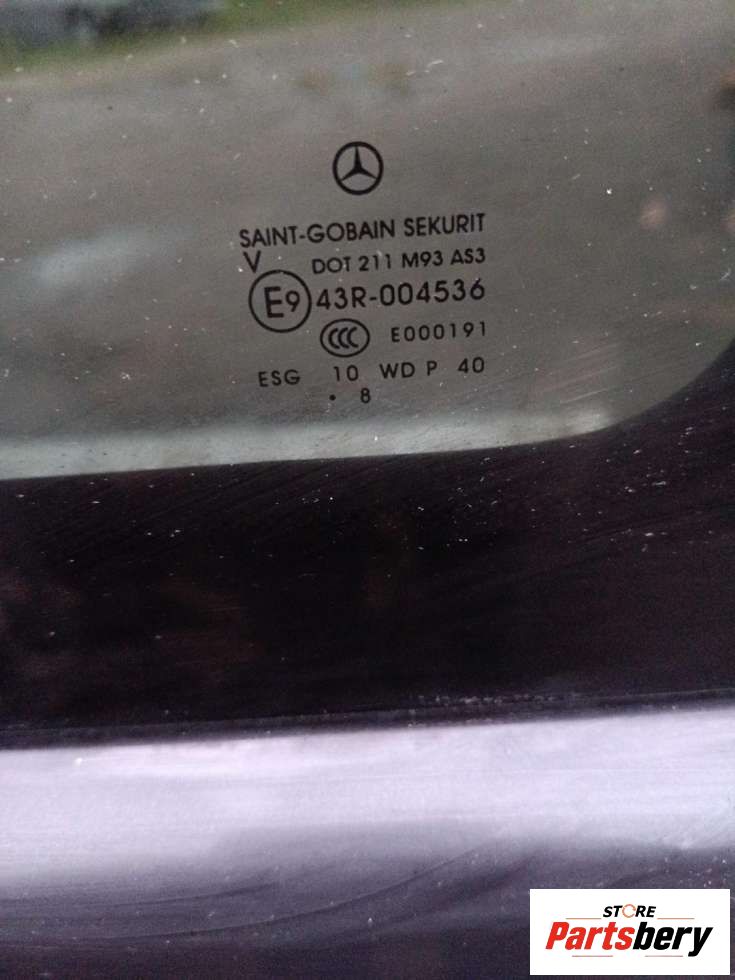 SAINT-GOBAIN SEKURIT
V DOT 211 M93 AS3
E9 43R-004536
CCC E000191
ESG 10 WD P 40
. 8
STORE
Partsbery